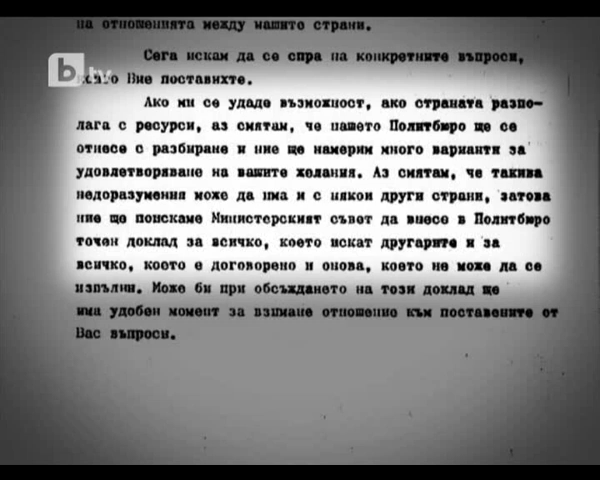 на отношенията между нашите страни.
Сега искам да се спра на конкретните въпроси,
които Вие поставихте.
Ако ми се удаде възможност, ако страната разпо-
лага с ресурси, аз смятам, че нашето Политбюро ще се
отнесе с разбиране и ние ще намерим много варианти за
удовлетворяване на вашите желания. Аз смятам, че такива
недоразумения може да има и с някои други страни, затова
ние ще поискаме Министерският съвет да внесе в Политбюро
точен доклад за всичко, което искат другарите и за
всичко, което е договорено и онова, което не може да се
изпълни. Може би при обсъждането на този доклад ще
има удобен момент за взимане отношение към поставените от
Вас въпроси.
btv